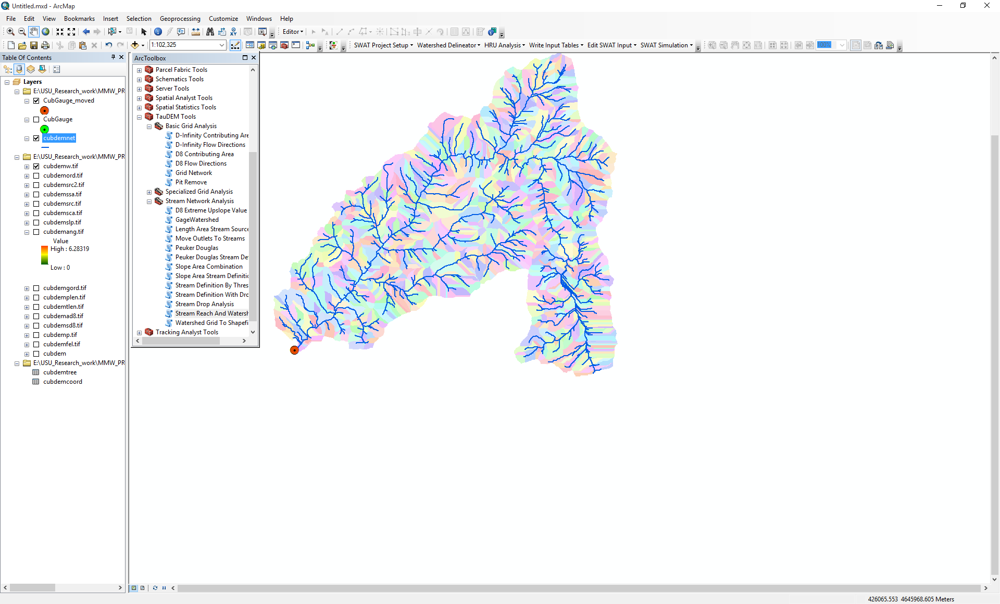 Untitled.mxd - ArcMap
File Edit View Bookmarks Insert Selection Geoprocessing Customize Windows Help
Editor
1:102,325
SWAT Project Setup Watershed Delineator HRU Analysis Write Input Tables Edit SWAT Input SWAT Simulation 100%
Table Of Contents
Layers
E:\USU_Research_work\MMW_PR
CubGauge_moved
CubGauge
cubdemnet
E:\USU_Research_work\MMW_PR
cubdemw.tif
cubdemord.tif
cubdemsrc2.tif
cubdemssa.tif
cubdemsrc.tif
cubdemsca.tif
cubdemslp.tif
cubdemang.tif
Value
High : 6.28319
Low : 0
cubdemgord.tif
cubdemplen.tif
cubdemtlen.tif
cubdemad8.tif
cubdemsd8.tif
cubdemp.tif
cubdemfel.tif
cubdem
E:\USU_Research_work\MMW_PR
cubdemtree
cubdemcoord
ArcToolbox
Parcel Fabric Tools
Schematics Tools
Server Tools
Spatial Analyst Tools
Spatial Statistics Tools
TauDEM Tools
Basic Grid Analysis
D-Infinity Contributing Are
D-Infinity Flow Directions
D8 Contributing Area
D8 Flow Directions
Grid Network
Pit Remove
Specialized Grid Analysis
Stream Network Analysis
D8 Extreme Upslope Value
GageWatershed
Length Area Stream Source
Move Outlets To Streams
Peuker Douglas
Peuker Douglas Stream De
Slope Area Combination
Slope Area Stream Definitio
Stream Definition By Thres
Stream Definition With Dro
Stream Drop Analysis
Stream Reach And Watersh
Watershed Grid To Shapefi
Tracking Analyst Tools
426065.553 4645968.605 Meters